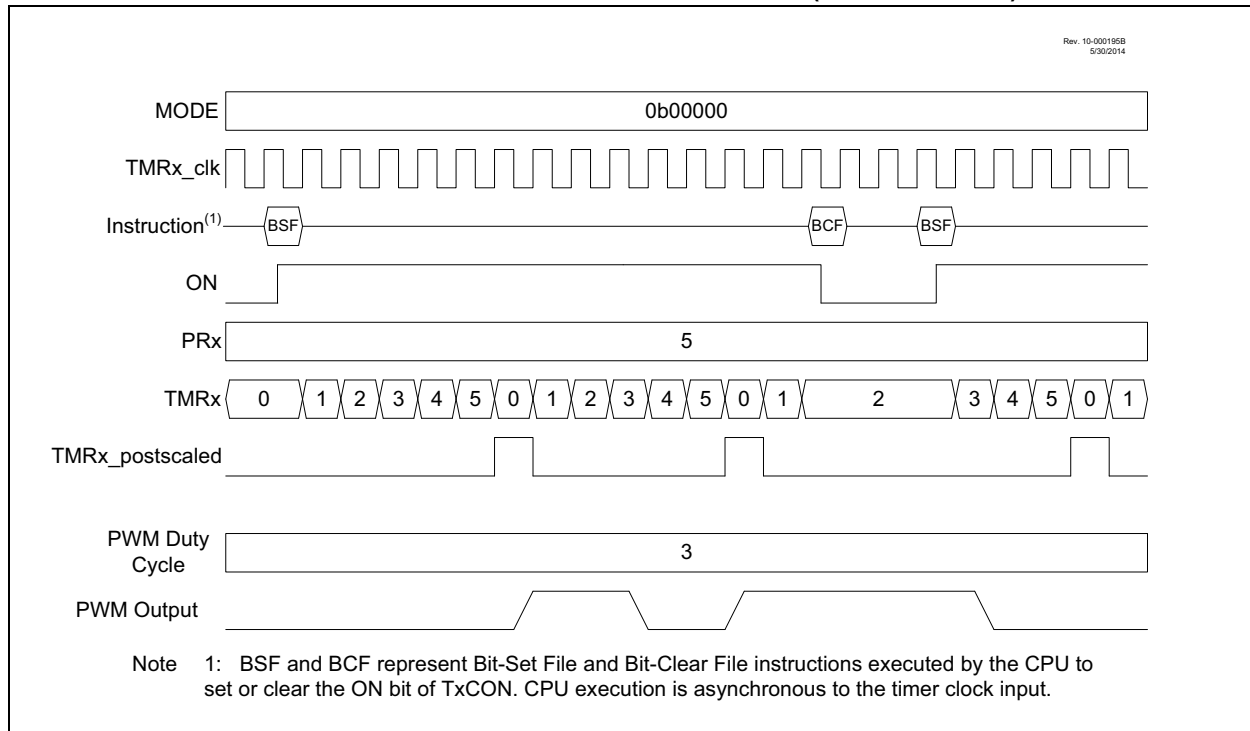 Rev. 10-000195B
5/30/2014
MODE 0b00000
TMRx_clk
Instruction(1) BSF BCF BSF
ON
PRx 5
TMRx 0 1 2 3 4 5 0 1 2 3 4 5 0 1 2 3 4 5 0 1
TMRx_postscaled
PWM Duty
Cycle
3
PWM Output
Note 1: BSF and BCF represent Bit-Set File and Bit-Clear File instructions executed by the CPU to
set or clear the ON bit of TxCON. CPU execution is asynchronous to the timer clock input.